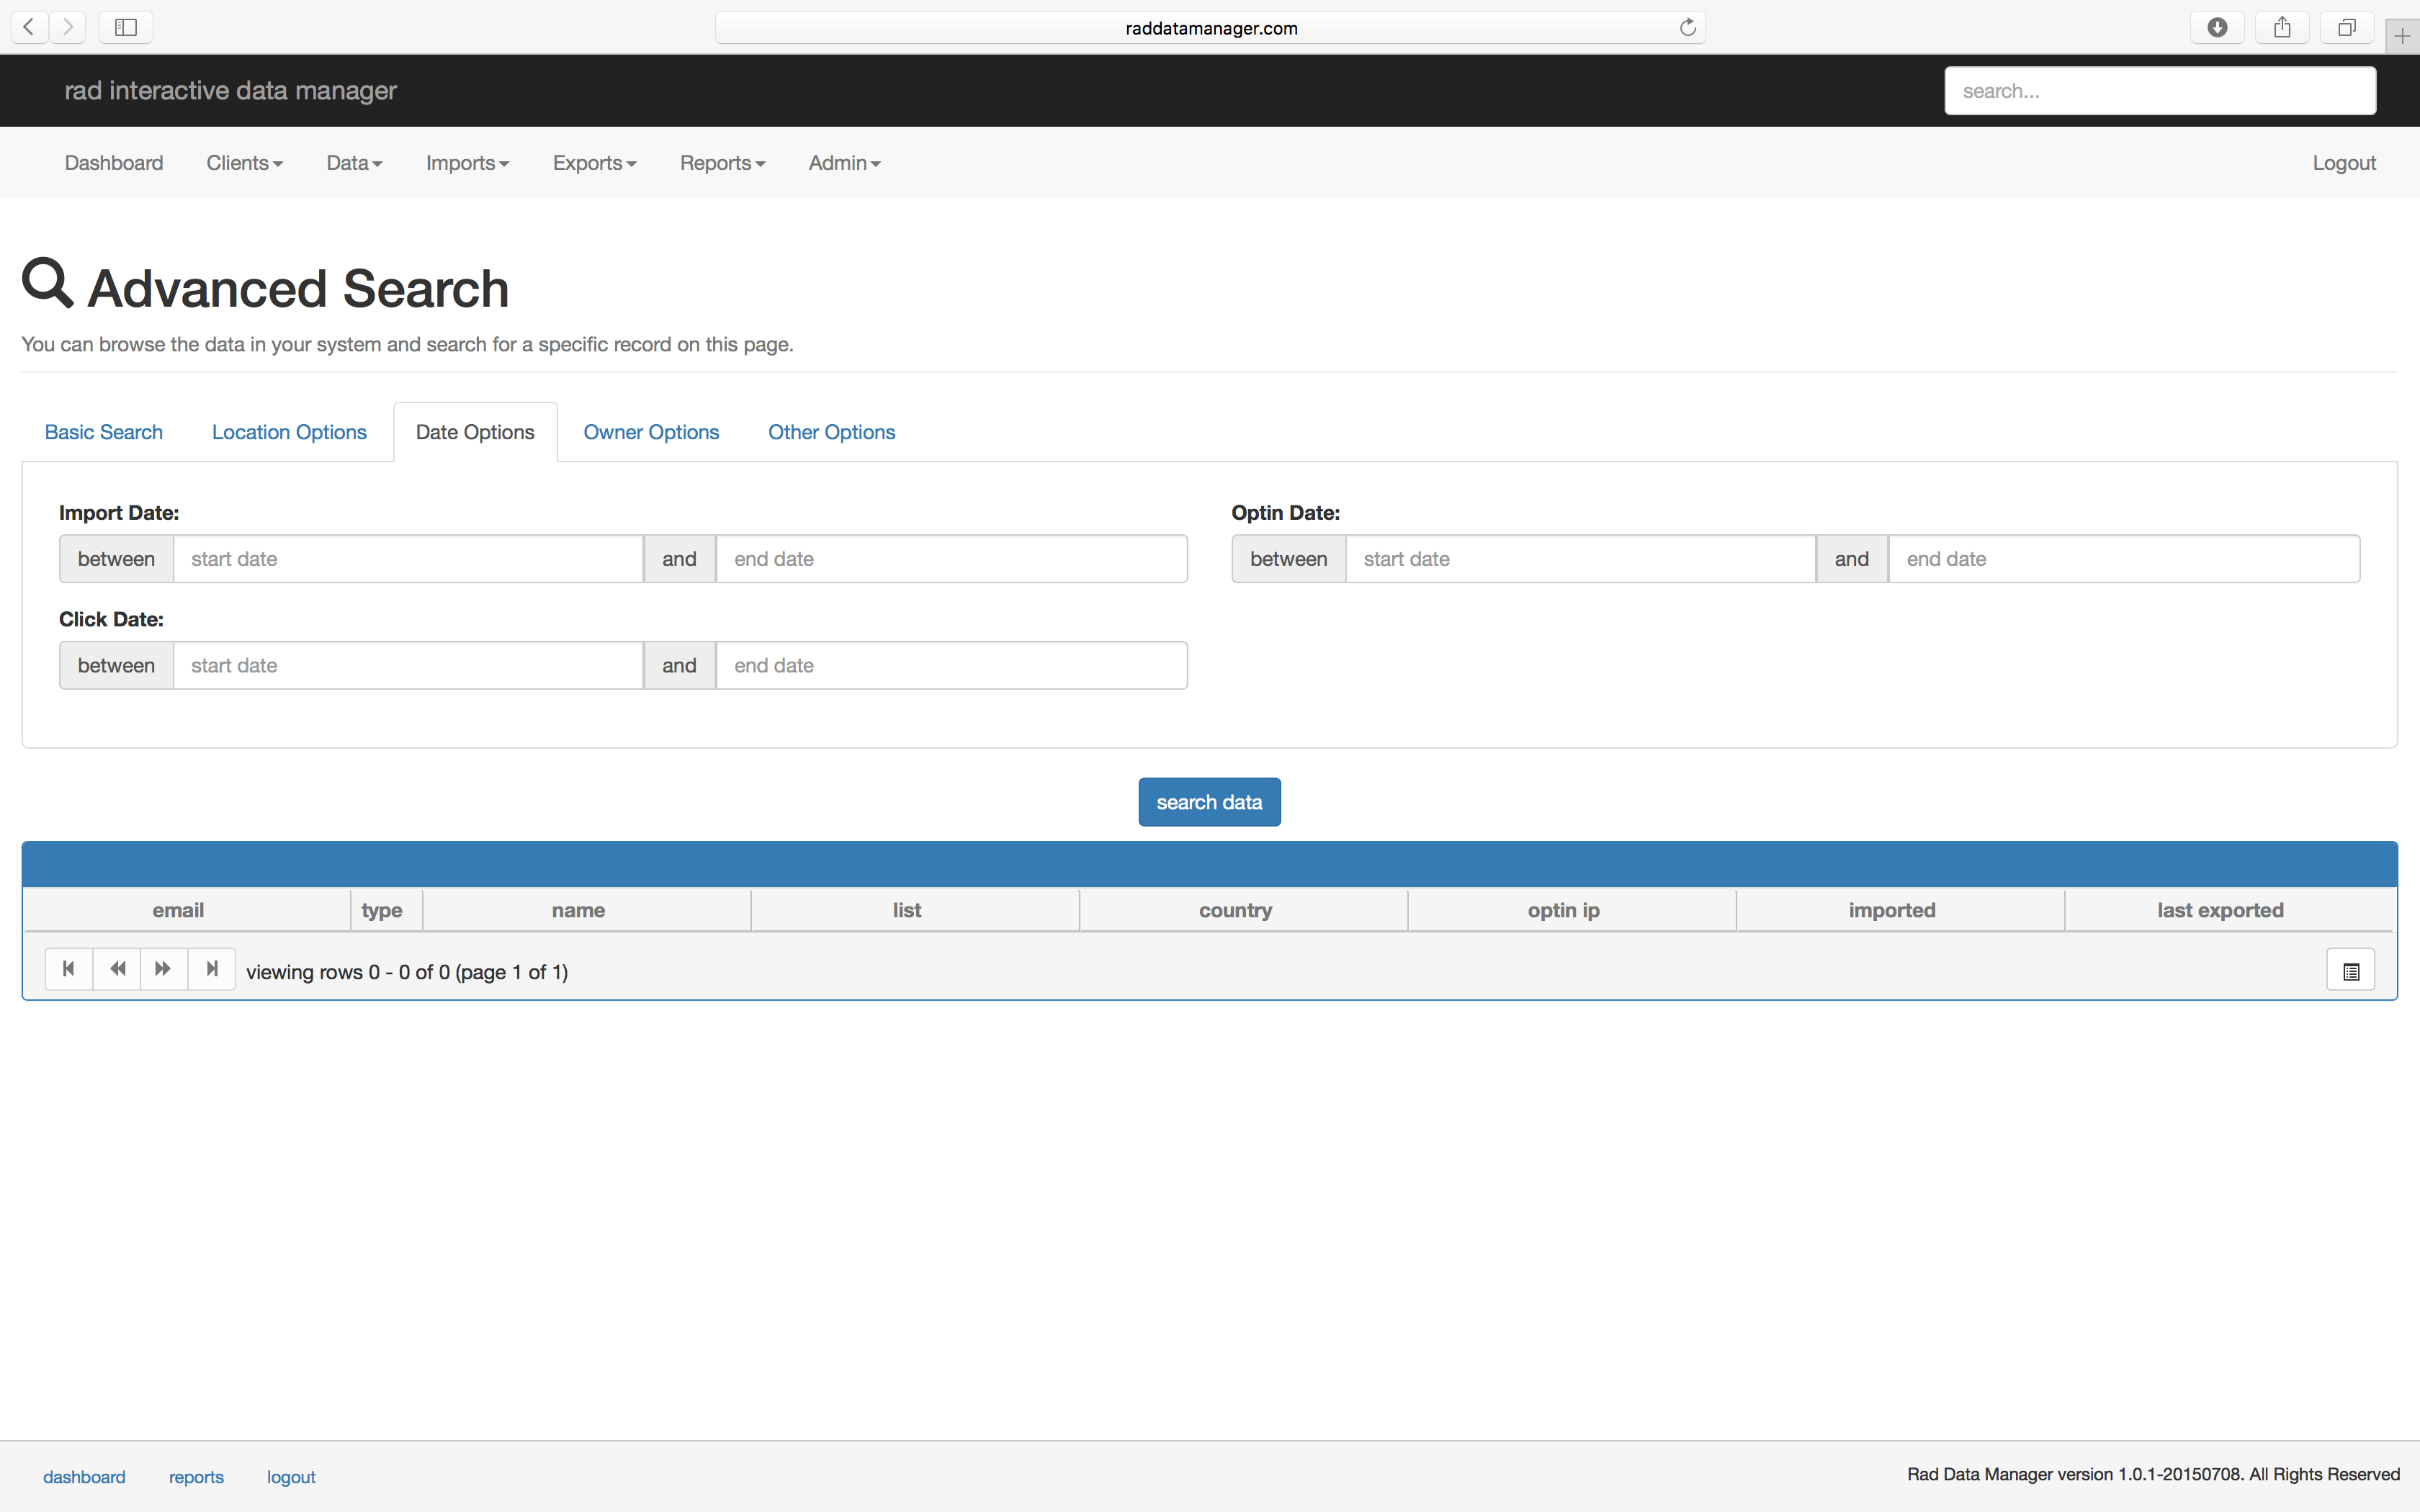 raddatamanager.com
rad interactive data manager search...
Dashboard Clients Data Imports Exports Reports Admin Logout
Advanced Search
You can browse the data in your system and search for a specific record on this page.
Basic Search Location Options Date Options Owner Options Other Options
Import Date: Optin Date:
between start date and end date between start date and end date
Click Date:
between start date and end date
search data
email type name list country optin ip imported last exported
viewing rows 0 - 0 of 0 (page 1 of 1)
dashboard reports logout Rad Data Manager version 1.0.1-20150708. All Rights Reserved